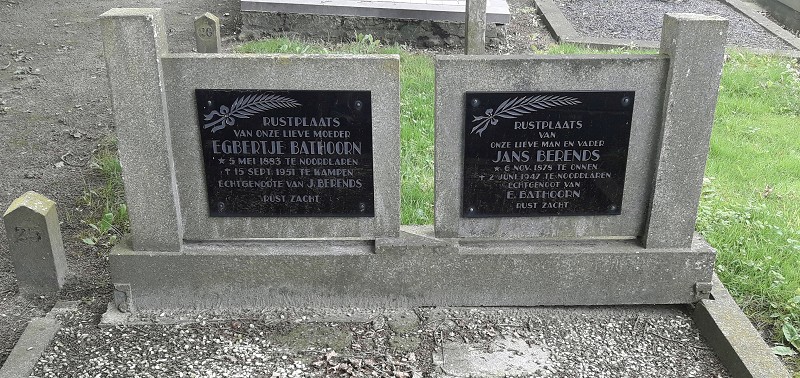 29
RUSTPLAATS
VAN ONZE LIEVE MOEDER
EGBERTJE BATHOORN
* 5 MEI 1883 TE NOORDLAREN
† 15 SEPT. 1951 TE KAMPEN
ECHTGENOOTE VAN J. BERENDS
RUST ZACHT
RUSTPLAATS
VAN
ONZE LIEVE MAN EN VADER
JANS BERENDS
* 6 NOV. 1878 TE ONNEN
† 2 JUNI 1947 TE NOORDLAREN
ECHTGENOOT VAN
E. BATHOORN
RUST ZACHT